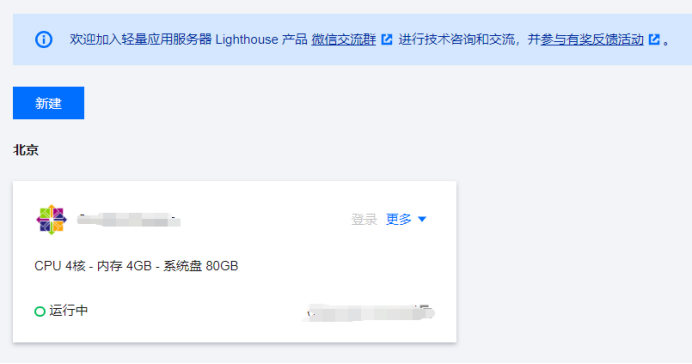 欢迎加入轻量应用服务器 Lighthouse 产品 微信交流群 进行技术咨询和交流，并参与有奖反馈活动。
新建
北京
登录 更多
CPU 4核 - 内存 4GB - 系统盘 80GB
运行中